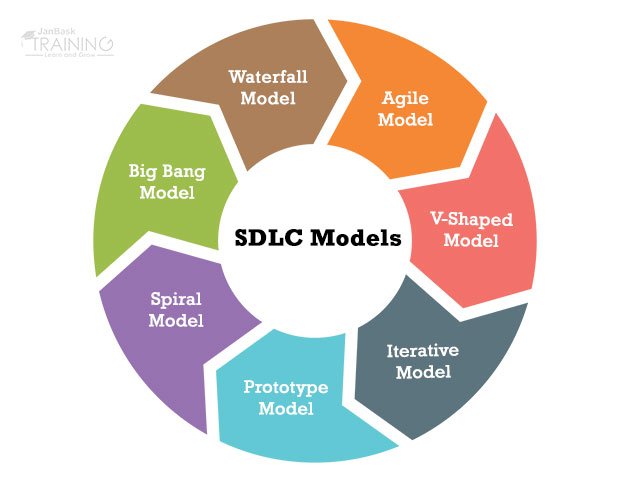 JanBask
TRAINING
Learn and Grow
Waterfall
Model
Agile
Model
V-Shaped
Model
Iterative
Model
Prototype
Model
Spiral
Model
Big Bang
Model
SDLC Models